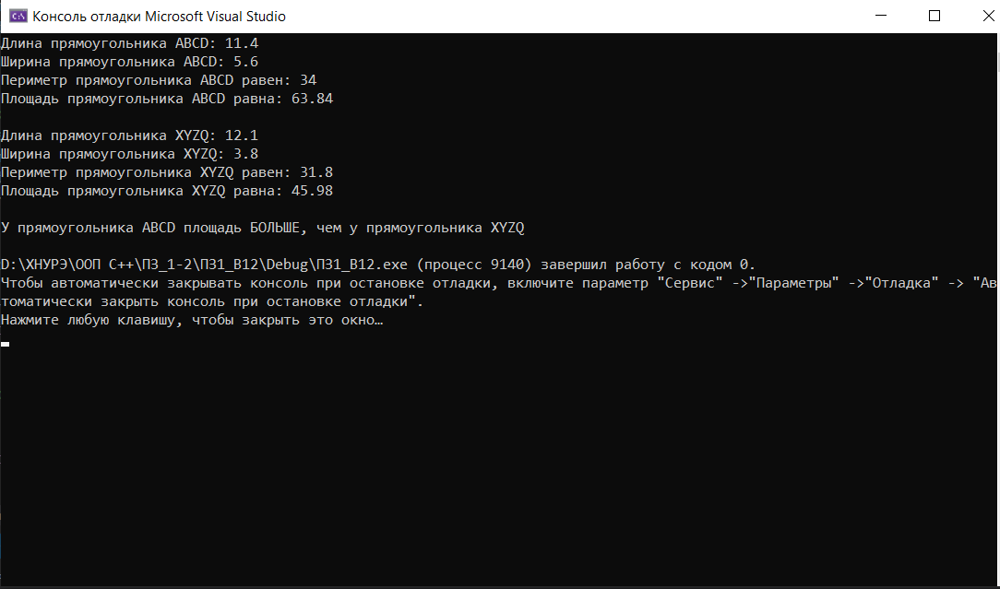 Консоль отладки Microsoft Visual Studio
Длина прямоугольника ABCD: 11.4
Ширина прямоугольника ABCD: 5.6
Периметр прямоугольника ABCD равен: 34
Площадь прямоугольника ABCD равна: 63.84
Длина прямоугольника XYZQ: 12.1
Ширина прямоугольника XYZQ: 3.8
Периметр прямоугольника XYZQ равен: 31.8
Площадь прямоугольника XYZQ равна: 45.98
У прямоугольника ABCD площадь БОЛЬШЕ, чем у прямоугольника XYZQ
D:\ХНУРЭ\ООП C++\ПЗ_1-2\ПЗ1_В12\Debug\ПЗ1_В12.exe (процесс 9140) завершил работу с кодом 0.
Чтобы автоматически закрывать консоль при остановке отладки, включите параметр "Сервис" ->"Параметры" ->"Отладка" -> "Ав
томатически закрыть консоль при остановке отладки".
Нажмите любую клавишу, чтобы закрыть это окно…